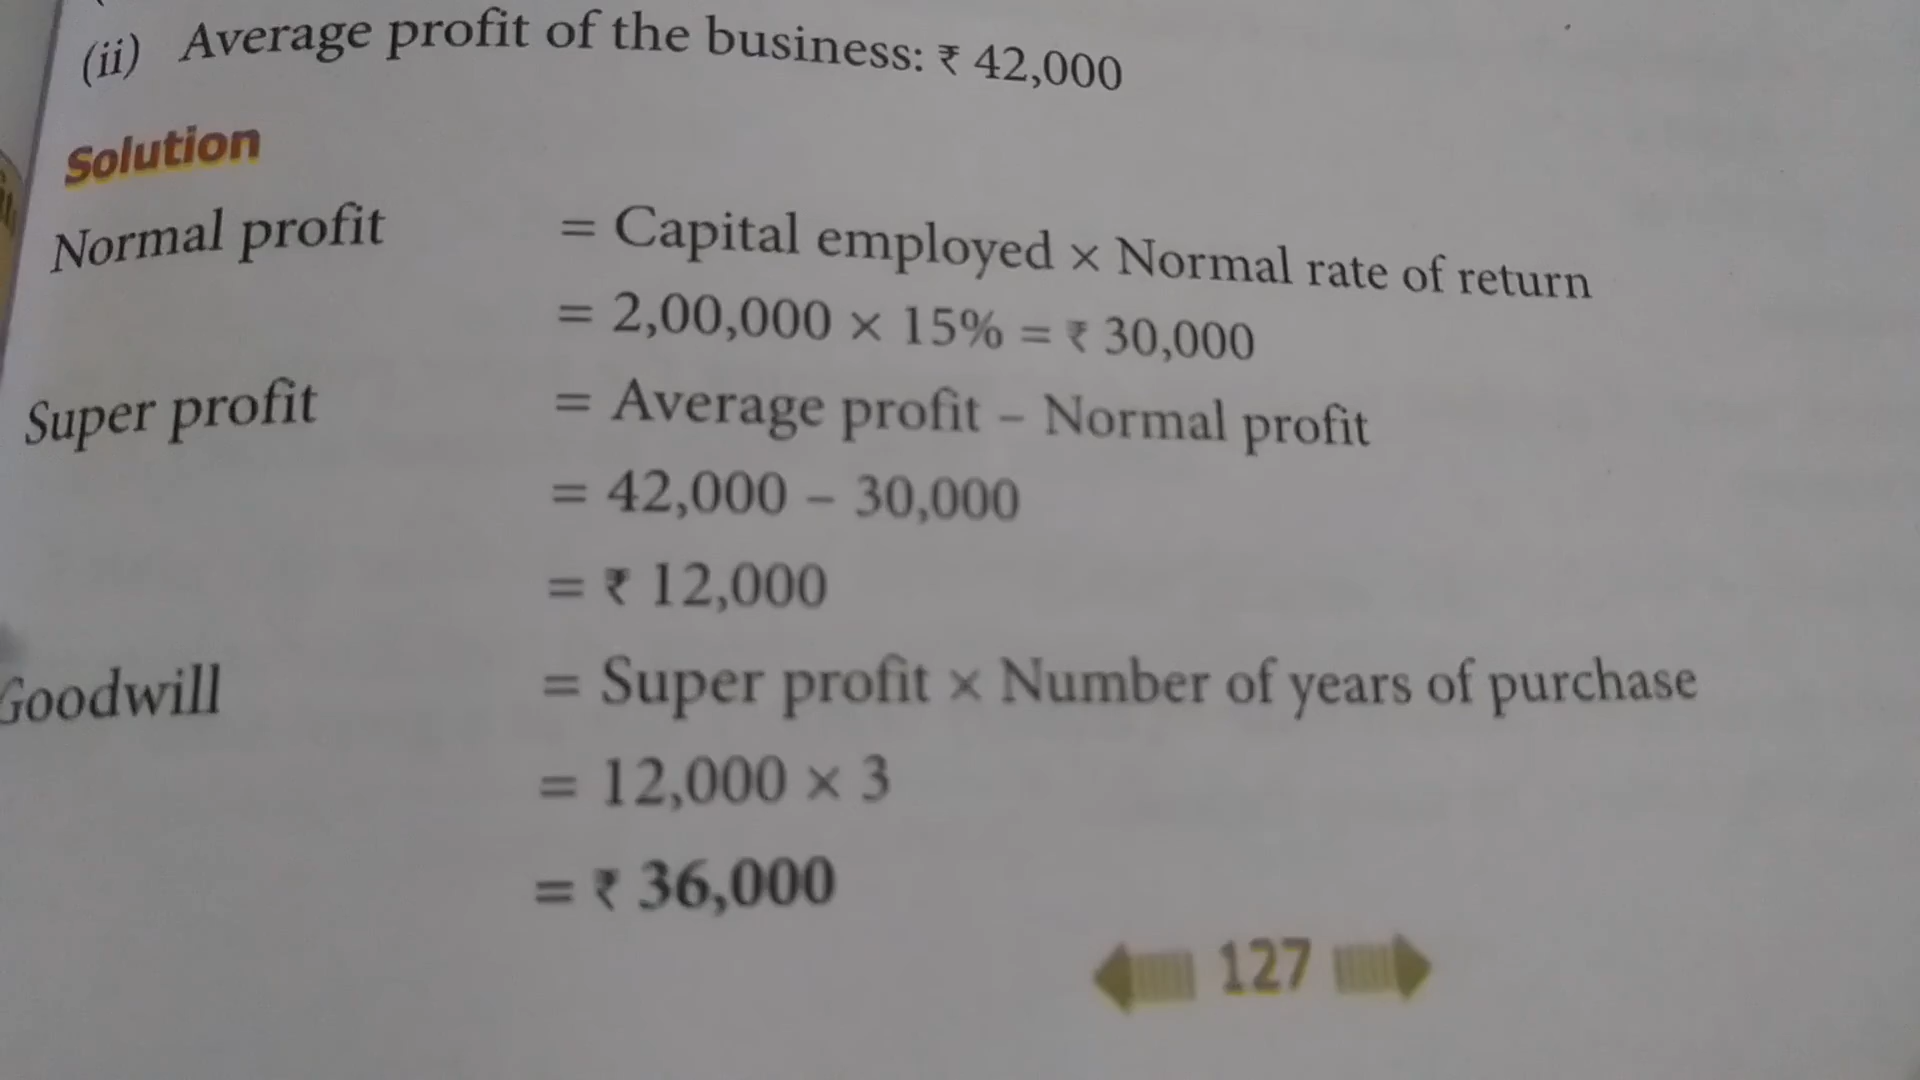 (ii) Average profit of the business: ₹ 42,000
Solution
Normal profit = Capital employed × Normal rate of return
= 2,00,000 × 15% = ₹ 30,000
Super profit = Average profit – Normal profit
= 42,000 – 30,000
= ₹ 12,000
Goodwill = Super profit × Number of years of purchase
= 12,000 × 3
= ₹ 36,000
127